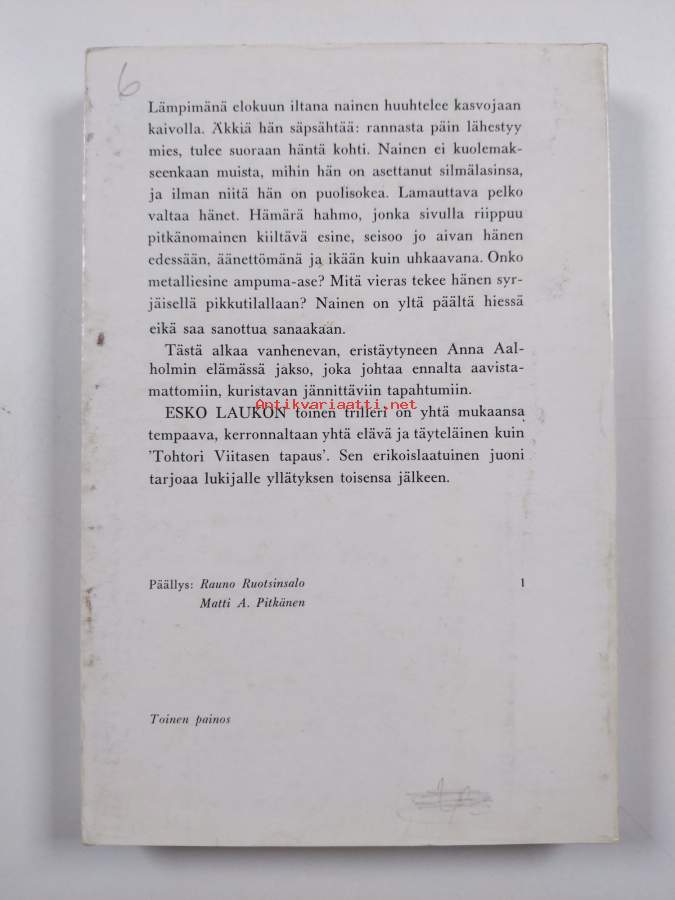 6
Lämpimänä elokuun iltana nainen huuhtelee kasvojaan
kaivolla. Äkkiä hän säpsähtää: rannasta päin lähestyy
mies, tulee suoraan häntä kohti. Nainen ei kuolemak-
seenkaan muista, mihin hän on asettanut silmälasinsa,
ja ilman niitä hän on puolisokea. Lamauttava pelko
valtaa hänet. Hämärä hahmo, jonka sivulla riippuu
pitkänomainen kiiltävä esine, seisoo jo aivan hänen
edessään, äänettömänä ja ikään kuin uhkaavana. Onko
metalliesine ampuma-ase? Mitä vieras tekee hänen syr-
jäisellä pikkutilallaan? Nainen on yltä päältä hiessä
eikä saa sanottua sanaakaan.
Tästä alkaa vanhenevan, eristäytyneen Anna Aal-
holmin elämässä jakso, joka johtaa ennalta aavista-
mattomiin, kuristavan jännittäviin tapahtumiin.
Antikvariaatti.net
ESKO LAUKON toinen trilleri on yhtä mukaansa
tempaava, kerronnaltaan yhtä elävä ja täyteläinen kuin
'Tohtori Viitasen tapaus'. Sen erikoislaatuinen juoni
tarjoaa lukijalle yllätyksen toisensa jälkeen.
Päällys: Rauno Ruotsinsalo 1
Matti A. Pitkänen
Toinen painos